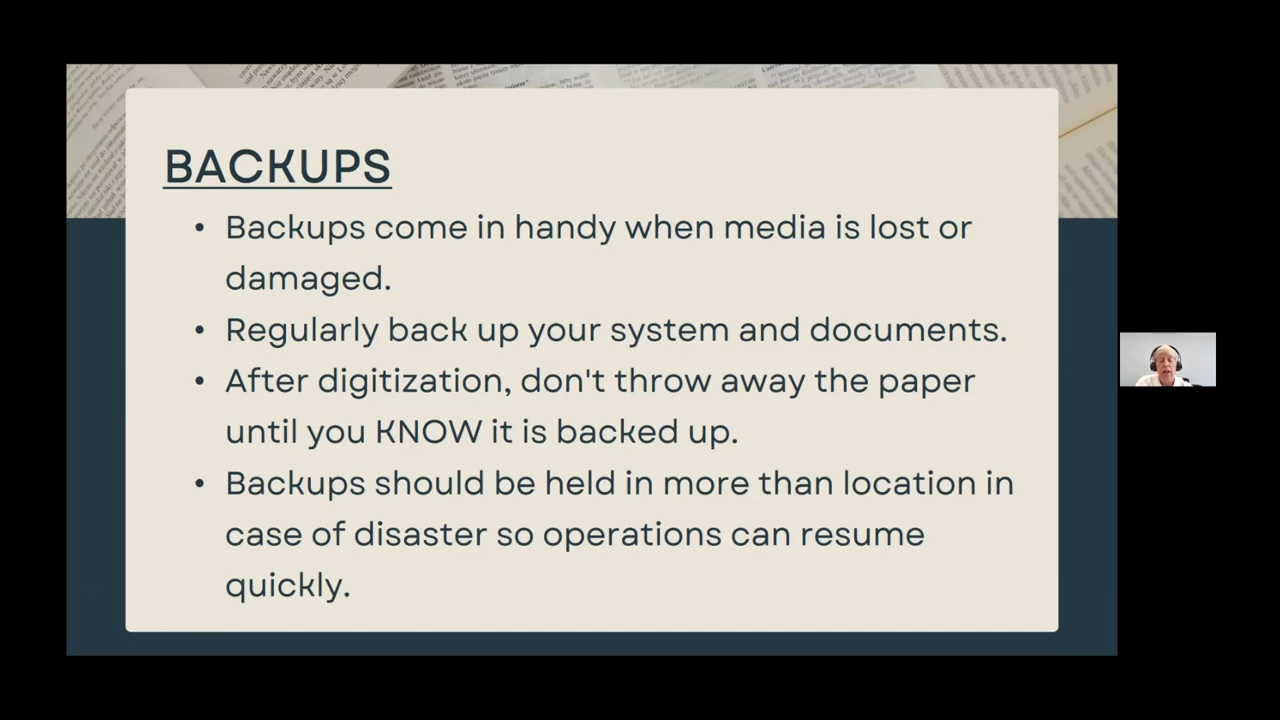 BACKUPS
• Backups come in handy when media is lost or
damaged.
• Regularly back up your system and documents.
• After digitization, don't throw away the paper
until you KNOW it is backed up.
• Backups should be held in more than location in
case of disaster so operations can resume
quickly.